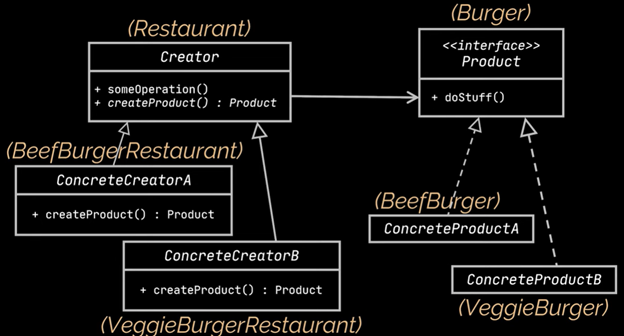 (Restaurant)
Creator
+ someOperation()
+ createProduct() : Product
(Burger)
<<interface>>
Product
+ doStuff()
(BeefBurgerRestaurant)
ConcreteCreatorA
+ createProduct() : Product
ConcreteCreatorB
+ createProduct() : Product
(VeggieBurgerRestaurant)
(BeefBurger)
ConcreteProductA
ConcreteProductB
(VeggieBurger)